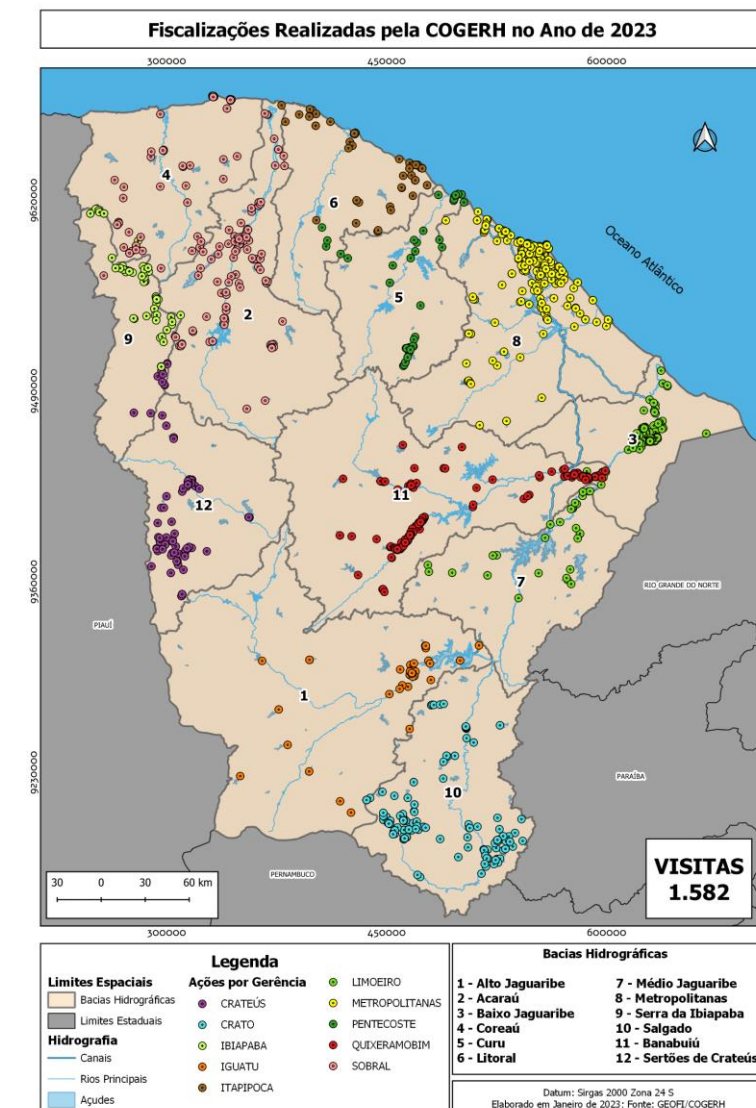 Fiscalizações Realizadas pela COGERH no Ano de 2023
300000 450000 600000
9620000
9490000
9360000
9230000
4
6
Oceano Atlântico
5
2
9
8
3
11
12
RIO GRANDE DO NORTE
7
PIAUÍ
1
PARAÍBA
10
VISITAS
1.582
PERNAMBUCO
30 0 30 60 km
300000 450000 600000
Legenda
Limites Espaciais
Bacias Hidrográficas
Limites Estaduais
Hidrografia
Canais
Rios Principais
Açudes
Ações por Gerência
CRATEÚS
CRATO
IBIAPABA
IGUATU
ITAPIPOCA
LIMOEIRO
METROPOLITANAS
PENTECOSTE
QUIXERAMOBIM
SOBRAL
Bacias Hidrográficas
1 - Alto Jaguaribe
2 - Acaraú
3 - Baixo Jaguaribe
4 - Coreaú
5 - Curu
6 - Litoral
7 - Médio Jaguaribe
8 - Metropolitanas
9 - Serra da Ibiapaba
10 - Salgado
11 - Banabuiú
12 - Sertões de Crateús
Datum: Sirgas 2000 Zona 24 S
Elaborado em Janeiro de 2023; Fonte: GEOFI/COGERH